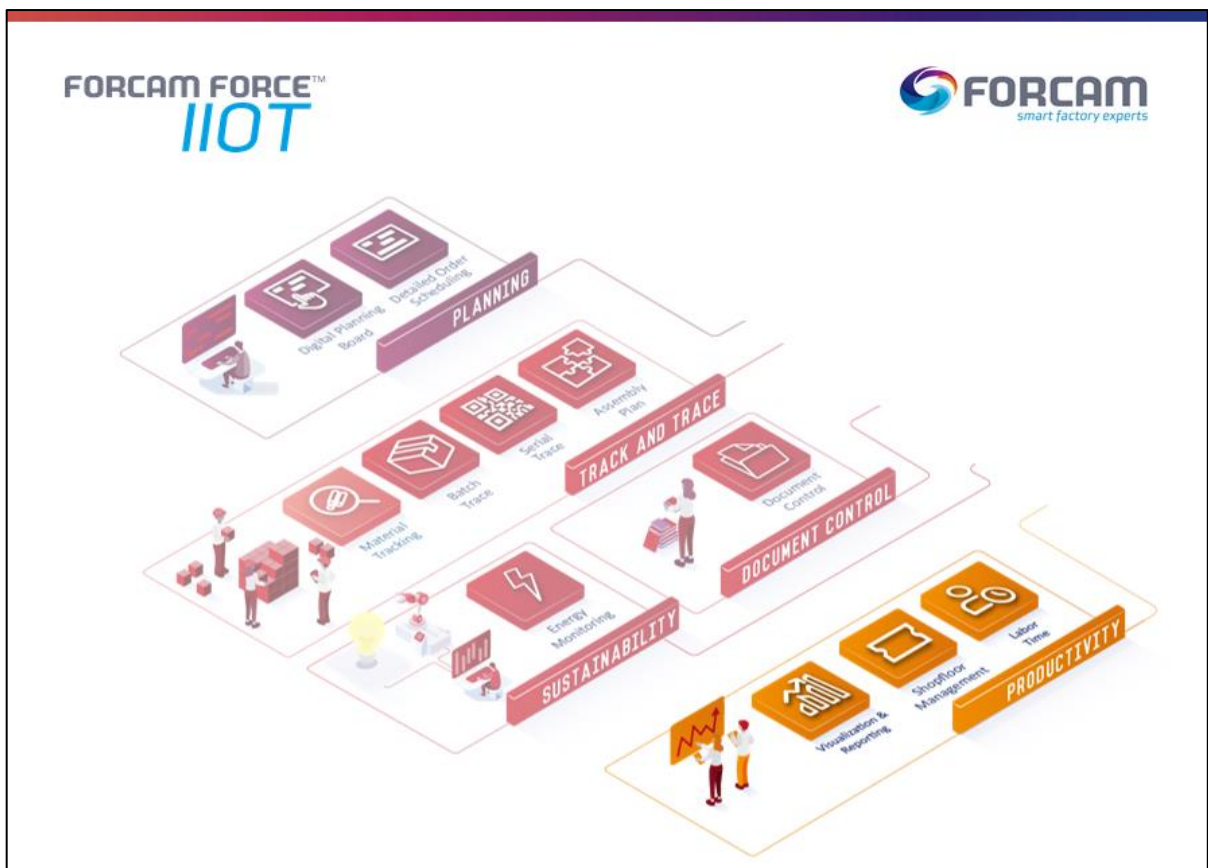 FORCAM FORCE™
IIOT
FORCAM
smart factory experts
Detailed Order
Scheduling
Digital Planning
Board
PLANNING
Assembly
Plan
Serial
Trace
Batch
Trace
Material
Tracking
TRACK AND TRACE
Document
Control
DOCUMENT CONTROL
Energy
Monitoring
SUSTAINABILITY
Labor
Time
Shopfloor
Management
Visualization &
Reporting
PRODUCTIVITY